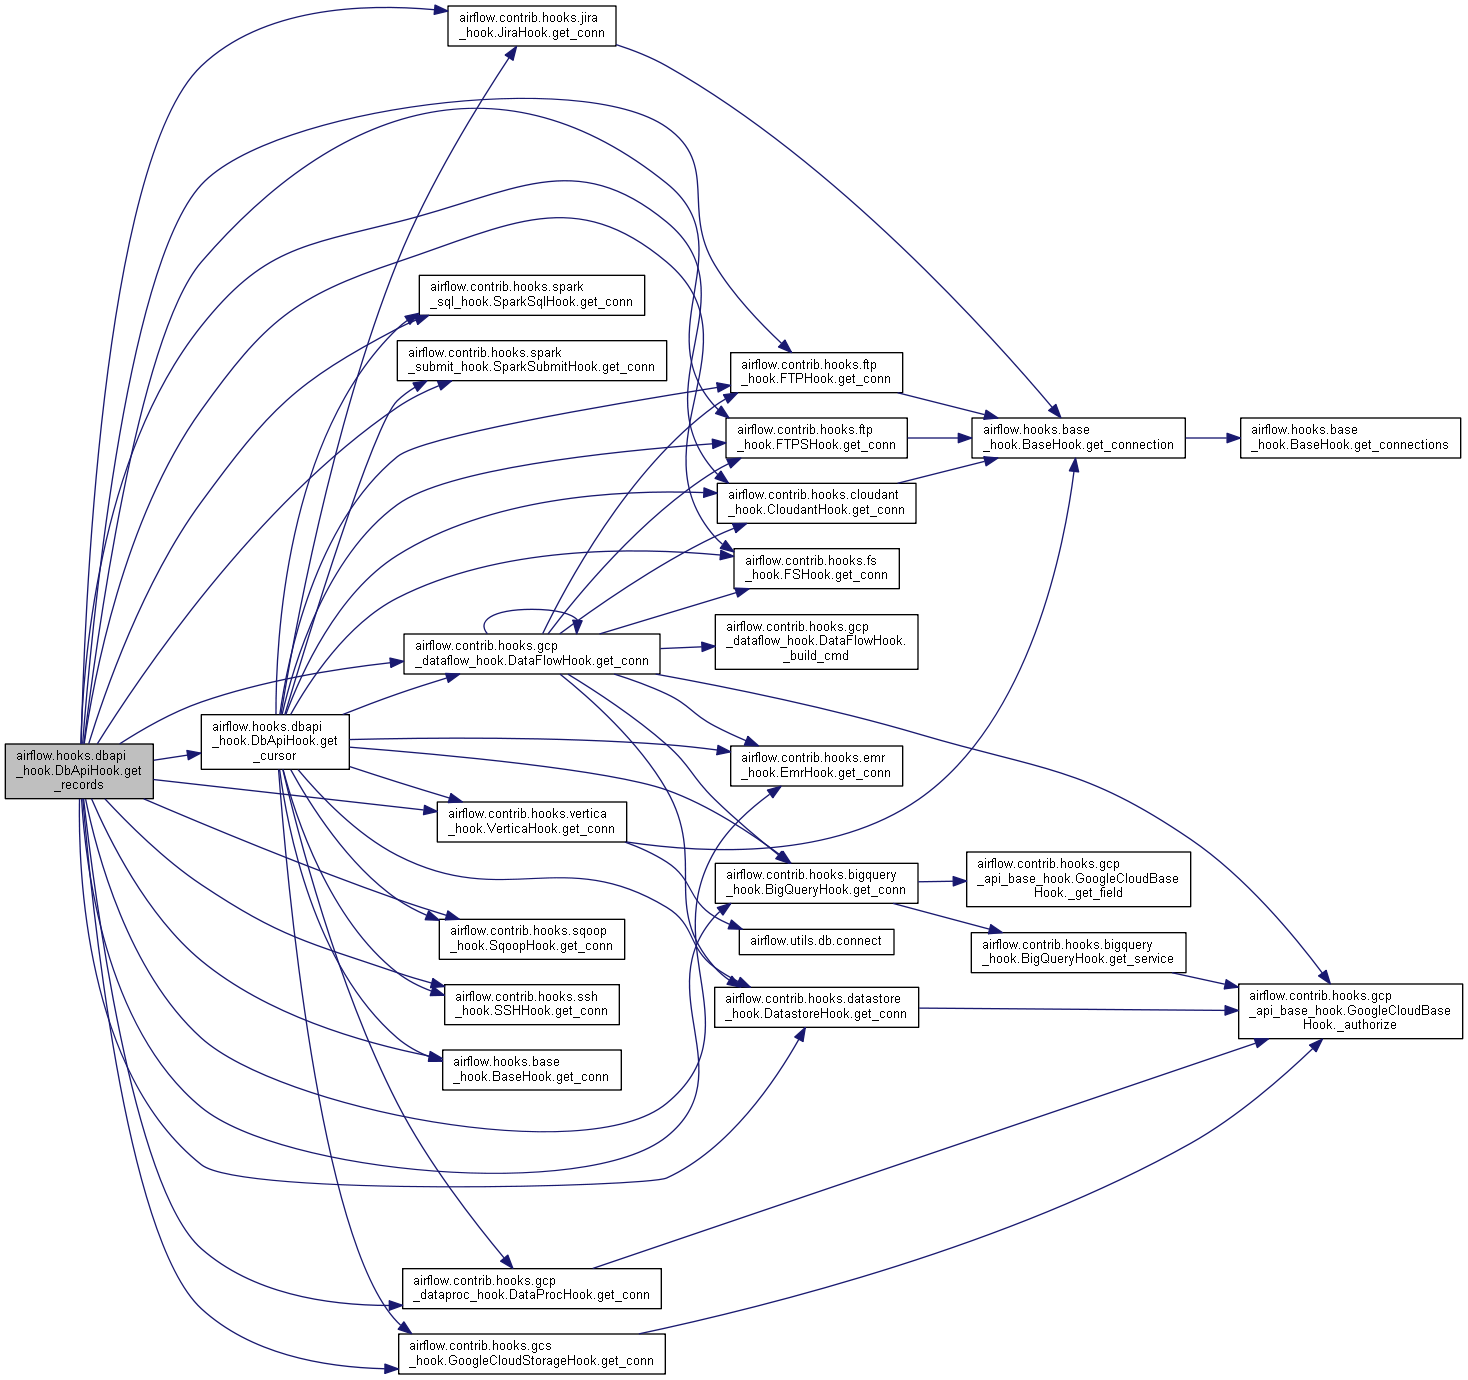 airflow.contrib.hooks.jira
_hook.JiraHook.get_conn
airflow.contrib.hooks.spark
_sql_hook.SparkSqlHook.get_conn
airflow.contrib.hooks.spark
_submit_hook.SparkSubmitHook.get_conn
airflow.contrib.hooks.ftp
_hook.FTPHook.get_conn
airflow.contrib.hooks.ftp
_hook.FTPSHook.get_conn
airflow.hooks.base
_hook.BaseHook.get_connection
airflow.hooks.base
_hook.BaseHook.get_connections
airflow.contrib.hooks.cloudant
_hook.CloudantHook.get_conn
airflow.contrib.hooks.fs
_hook.FSHook.get_conn
airflow.contrib.hooks.gcp
_dataflow_hook.DataFlowHook.
_build_cmd
airflow.contrib.hooks.gcp
_dataflow_hook.DataFlowHook.get_conn
airflow.hooks.dbapi
_hook.DbApiHook.get
_cursor
airflow.hooks.dbapi
_hook.DbApiHook.get
_records
airflow.contrib.hooks.emr
_hook.EmrHook.get_conn
airflow.contrib.hooks.vertica
_hook.VerticaHook.get_conn
airflow.contrib.hooks.bigquery
_hook.BigQueryHook.get_conn
airflow.contrib.hooks.gcp
_api_base_hook.GoogleCloudBase
Hook._get_field
airflow.contrib.hooks.sqoop
_hook.SqoopHook.get_conn
airflow.utils.db.connect
airflow.contrib.hooks.bigquery
_hook.BigQueryHook.get_service
airflow.contrib.hooks.ssh
_hook.SSHHook.get_conn
airflow.contrib.hooks.datastore
_hook.DatastoreHook.get_conn
airflow.contrib.hooks.gcp
_api_base_hook.GoogleCloudBase
Hook._authorize
airflow.hooks.base
_hook.BaseHook.get_conn
airflow.contrib.hooks.gcp
_dataproc_hook.DataProcHook.get_conn
airflow.contrib.hooks.gcs
_hook.GoogleCloudStorageHook.get_conn